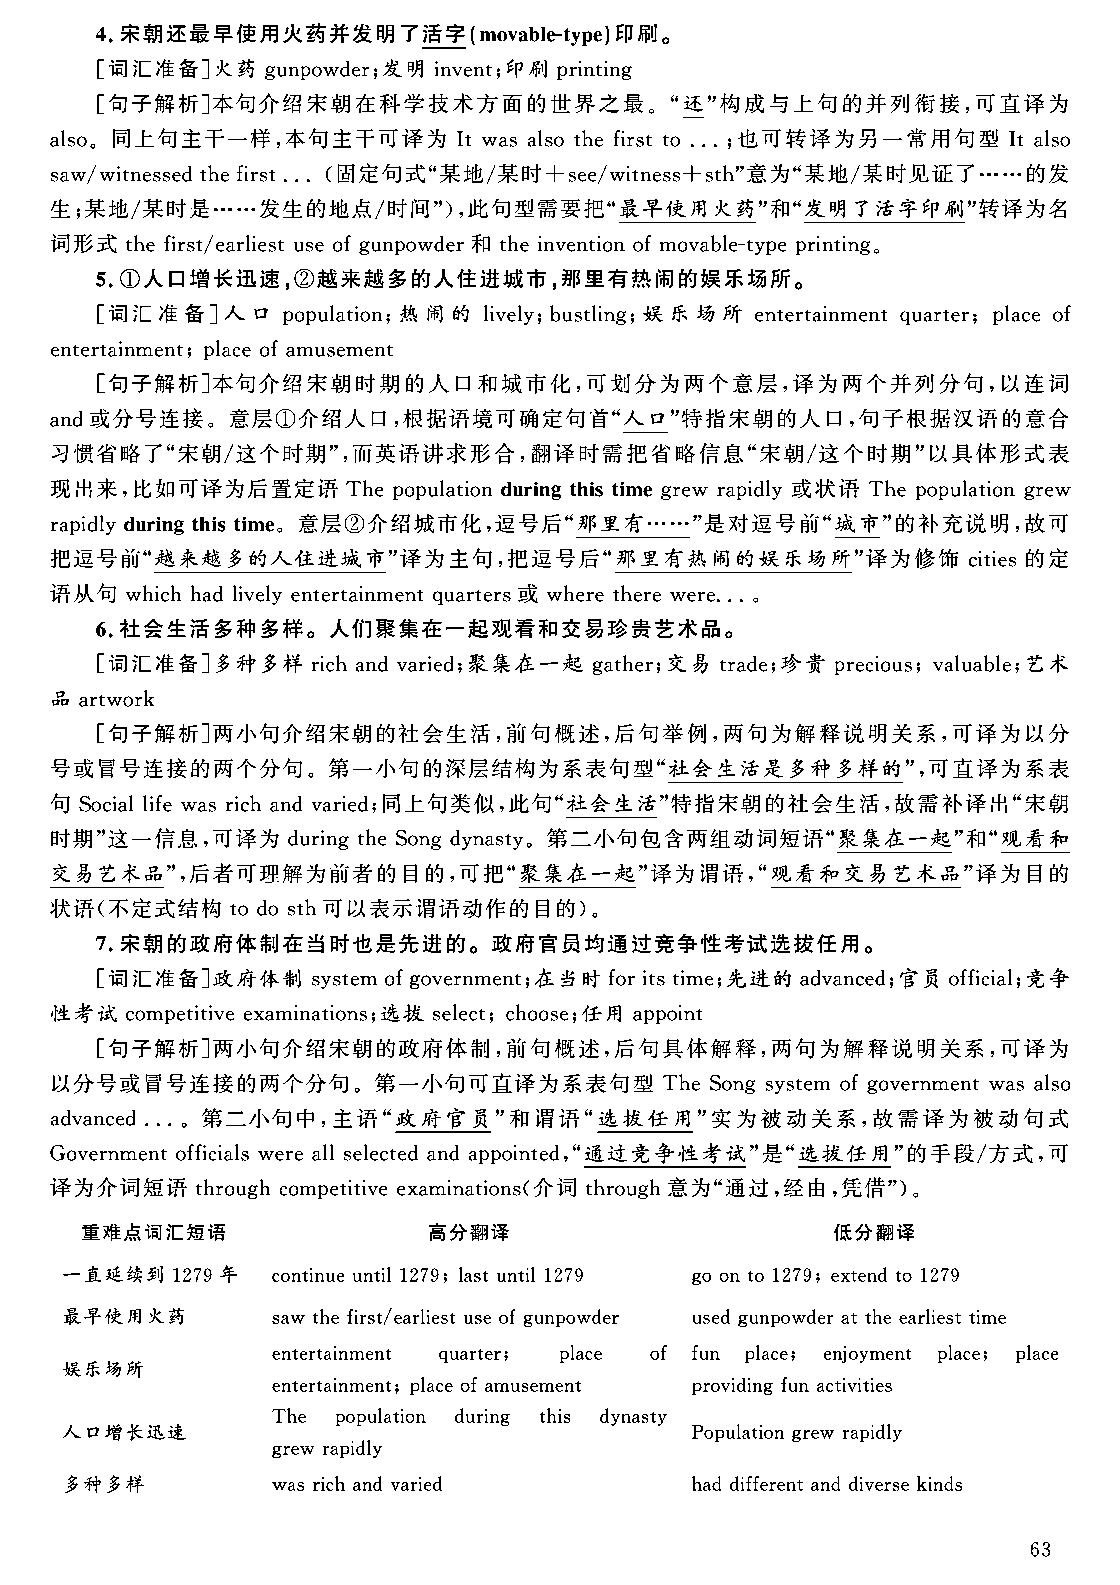 4.宋朝还最早使用火药并发明了活字(movable-type)印刷。
[词汇准备]火药 gunpowder;发明 invent;印刷 printing
[句子解析]本句介绍宋朝在科学技术方面的世界之最。“还”构成与上句的并列衔接,可直译为
also。同上句主干一样,本句主干可译为 It was also the first to ...;也可转译为另一常用句型 It also
saw/witnessed the first ... (固定句式“某地/某时＋see/witness＋sth”意为“某地/某时见证了……的发
生;某地/某时是……发生的地点/时间”),此句型需要把“最早使用火药”和“发明了活字印刷”转译为名
词形式 the first/earliest use of gunpowder 和 the invention of movable-type printing。
5.①人口增长迅速,②越来越多的人住进城市,那里有热闹的娱乐场所。
[词汇准备]人口 population;热闹的 lively; bustling;娱乐场所 entertainment quarter; place of
entertainment; place of amusement
[句子解析]本句介绍宋朝时期的人口和城市化,可划分为两个意层,译为两个并列分句,以连词
and 或分号连接。意层①介绍人口,根据语境可确定句首“人口”特指宋朝的人口,句子根据汉语的意合
习惯省略了“宋朝/这个时期”,而英语讲求形合,翻译时需把省略信息“宋朝/这个时期”以具体形式表
现出来,比如可译为后置定语 The population during this time grew rapidly 或状语 The population grew
rapidly during this time。意层②介绍城市化,逗号后“那里有……”是对逗号前“城市”的补充说明,故可
把逗号前“越来越多的人住进城市”译为主句,把逗号后“那里有热闹的娱乐场所”译为修饰 cities 的定
语从句 which had lively entertainment quarters 或 where there were...。
6.社会生活多种多样。人们聚集在一起观看和交易珍贵艺术品。
[词汇准备]多种多样 rich and varied;聚集在一起 gather;交易 trade;珍贵 precious; valuable;艺术
品 artwork
[句子解析]两小句介绍宋朝的社会生活,前句概述,后句举例,两句为解释说明关系,可译为以分
号或冒号连接的两个分句。第一小句的深层结构为系表句型“社会生活是多种多样的”,可直译为系表
句 Social life was rich and varied;同上句类似,此句“社会生活”特指宋朝的社会生活,故需补译出“宋朝
时期”这一信息,可译为 during the Song dynasty。第二小句包含两组动词短语“聚集在一起”和“观看和
交易艺术品”,后者可理解为前者的目的,可把“聚集在一起”译为谓语,“观看和交易艺术品”译为目的
状语(不定式结构 to do sth 可以表示谓语动作的目的)。
7.宋朝的政府体制在当时也是先进的。政府官员均通过竞争性考试选拔任用。
[词汇准备]政府体制 system of government;在当时 for its time;先进的 advanced;官员 official;竞争
性考试 competitive examinations;选拔 select; choose;任用 appoint
[句子解析]两小句介绍宋朝的政府体制,前句概述,后句具体解释,两句为解释说明关系,可译为
以分号或冒号连接的两个分句。第一小句可直译为系表句型 The Song system of government was also
advanced ...。第二小句中,主语“政府官员”和谓语“选拔任用”实为被动关系,故需译为被动句式
Government officials were all selected and appointed,“通过竞争性考试”是“选拔任用”的手段/方式,可
译为介词短语 through competitive examinations(介词 through 意为“通过,经由,凭借”)。
重难点词汇短语 高分翻译 低分翻译
一直延续到 1279 年 continue until 1279; last until 1279 go on to 1279; extend to 1279
最早使用火药 saw the first/earliest use of gunpowder used gunpowder at the earliest time
娱乐场所 entertainment quarter; place of fun place; enjoyment place; place
entertainment; place of amusement providing fun activities
人口增长迅速 The population during this dynasty Population grew rapidly
grew rapidly
多种多样 was rich and varied had different and diverse kinds
63